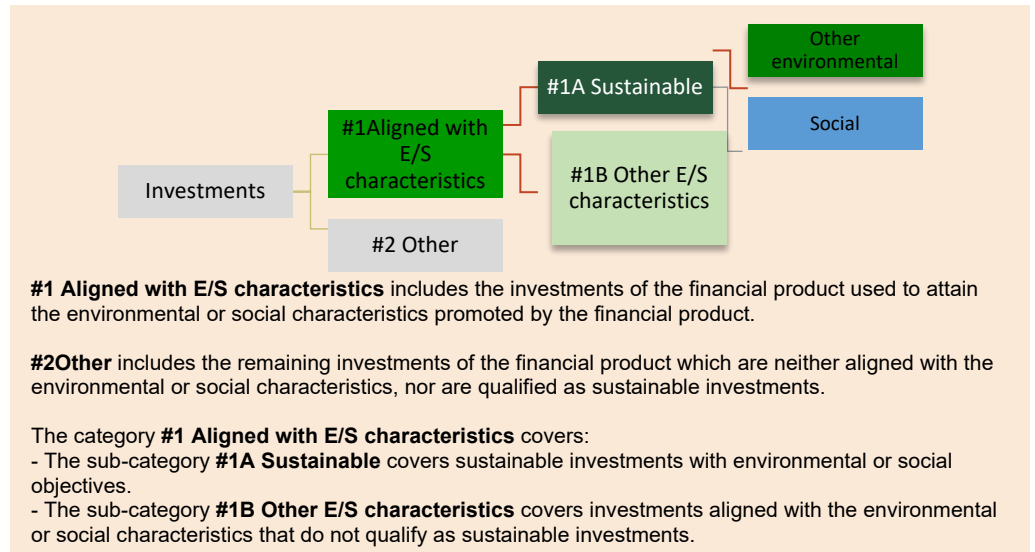 Other
environmental
#1A Sustainable
#1Aligned with
E/S
characteristics
Social
#1B Other E/S
characteristics
Investments
#2 Other
#1 Aligned with E/S characteristics includes the investments of the financial product used to attain
the environmental or social characteristics promoted by the financial product.
#2Other includes the remaining investments of the financial product which are neither aligned with the
environmental or social characteristics, nor are qualified as sustainable investments.
The category #1 Aligned with E/S characteristics covers:
- The sub-category #1A Sustainable covers sustainable investments with environmental or social
objectives.
- The sub-category #1B Other E/S characteristics covers investments aligned with the environmental
or social characteristics that do not qualify as sustainable investments.